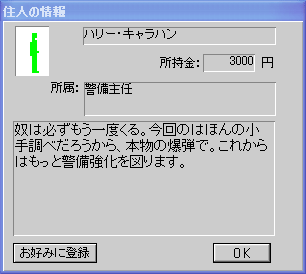 住人の情報
ハリー・キャラハン
所持金: 3000 円
所属: 警備主任
奴は必ずもう一度くる。今回のはほんの小
手調べだろうから、本物の爆弾で。これから
はもっと警備強化を図ります。
お好みに登録
OK